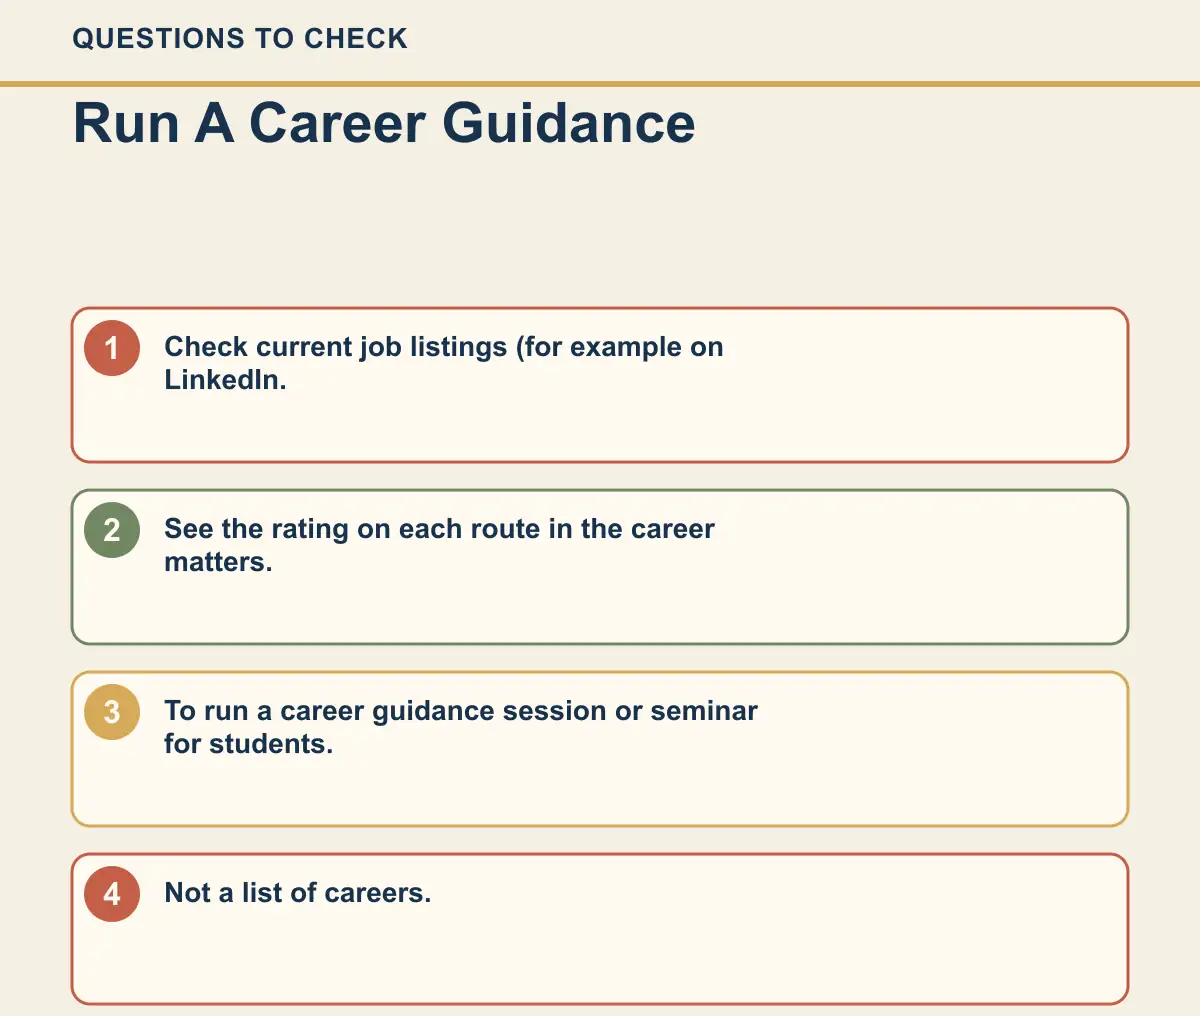 QUESTIONS TO CHECK
Run A Career Guidance
1
Check current job listings (for example on
LinkedIn.
2
See the rating on each route in the career
matters.
3
To run a career guidance session or seminar
for students.
4
Not a list of careers.